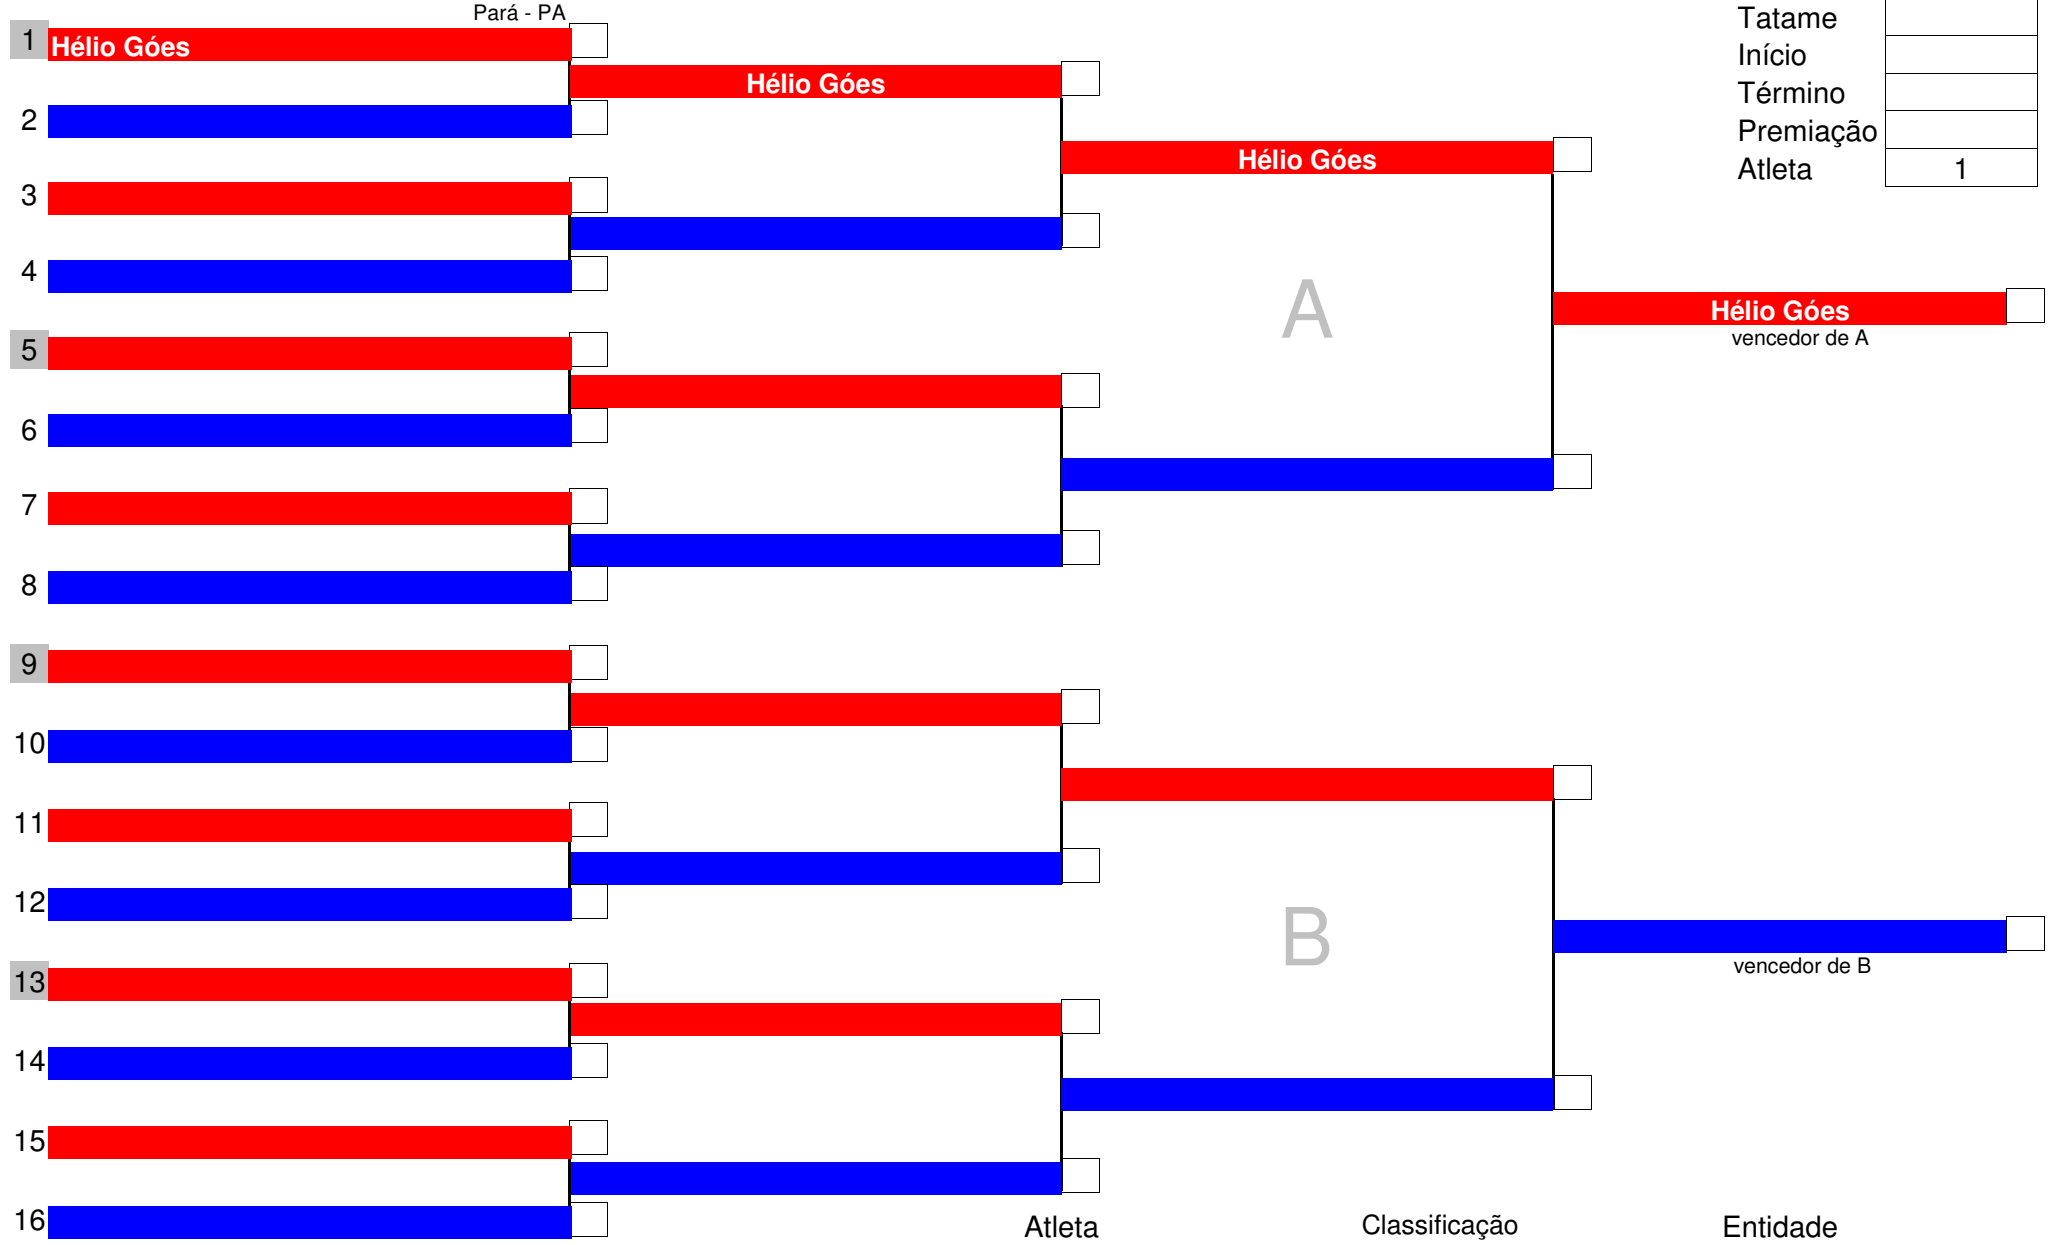 Pará - PA
Tatame
1 Hélio Góes
Início
Hélio Góes
Término
2
Premiação
Hélio Góes
Atleta 1
3
4
A
Hélio Góes
vencedor de A
5
6
7
8
9
10
11
12
B
vencedor de B
13
14
15
16
Atleta Classificação Entidade